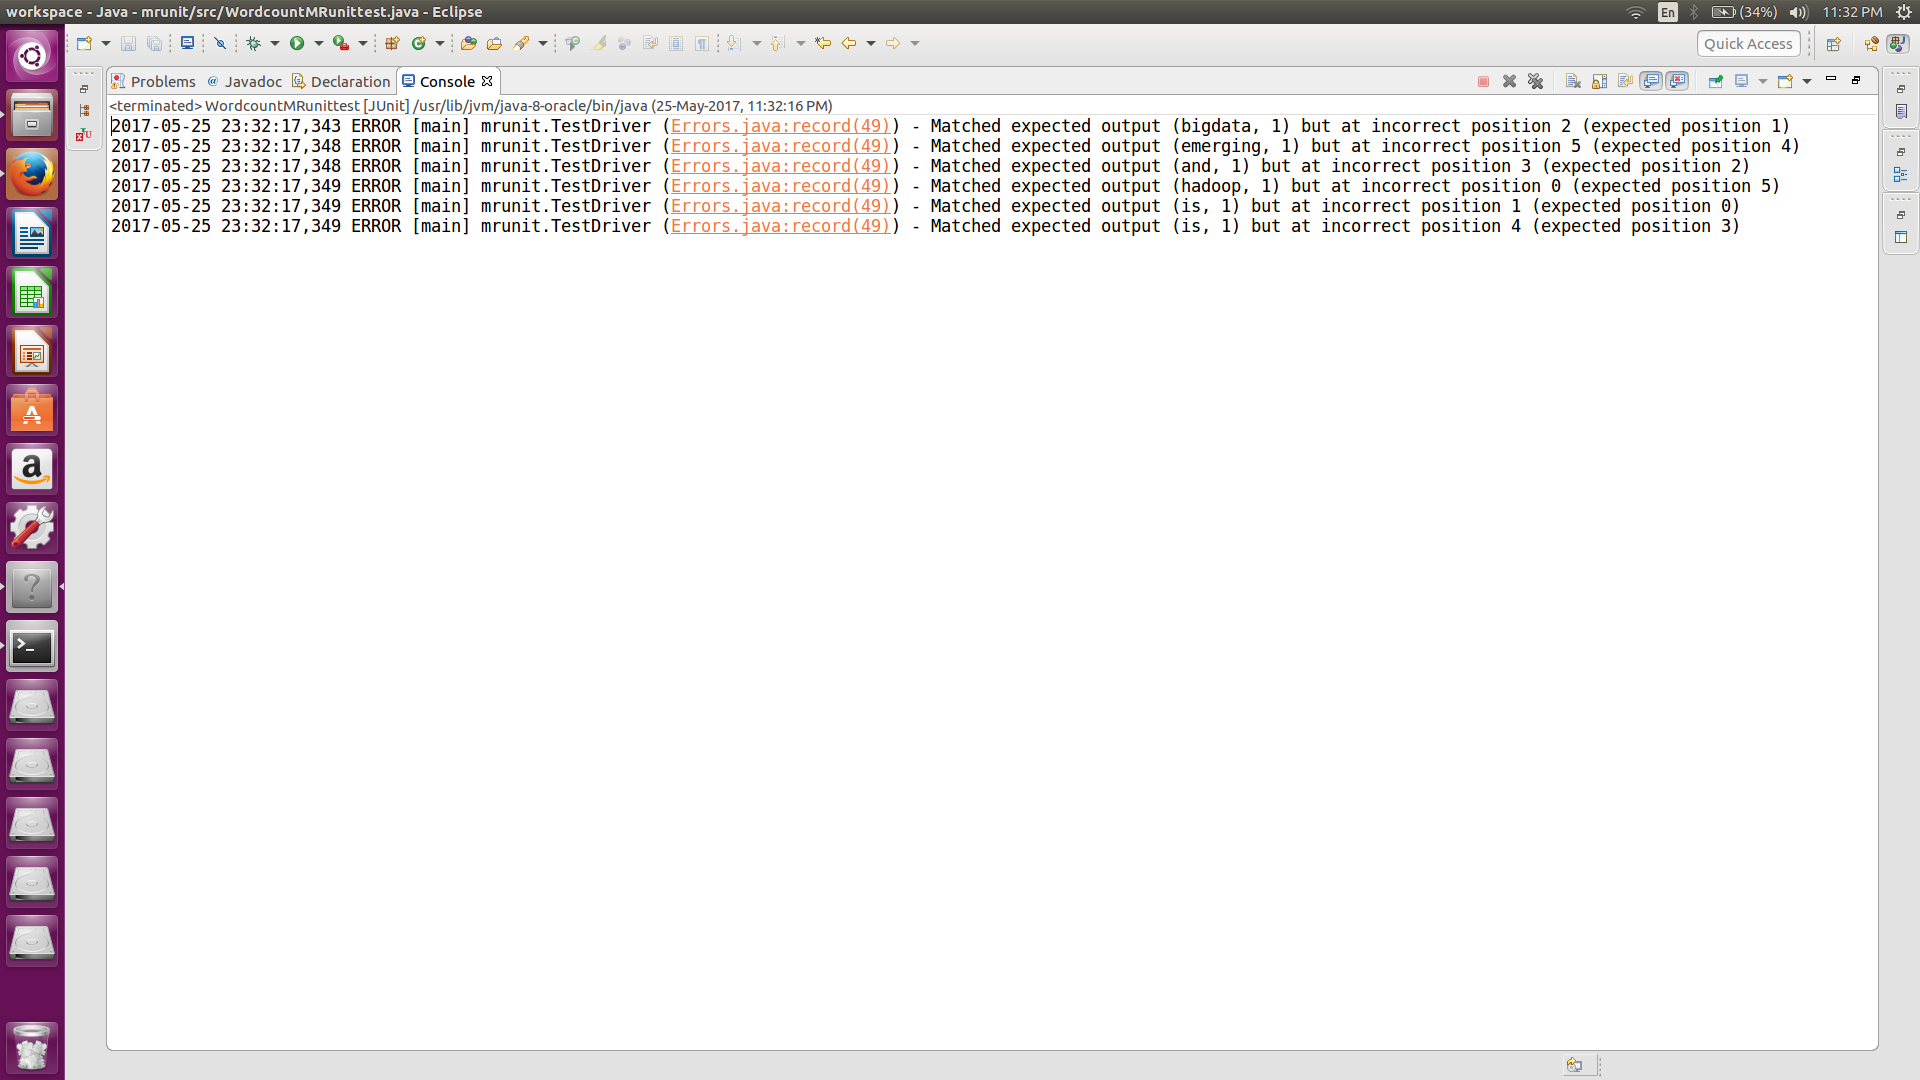 workspace - Java - mrunit/src/WordcountMRunittest.java - Eclipse
En
(34%)
11:32 PM
Quick Access
Problems
@ Javadoc
Declaration
Console
<terminated> WordcountMRunittest [JUnit] /usr/lib/jvm/java-8-oracle/bin/java (25-May-2017, 11:32:16 PM)
2017-05-25 23:32:17,343 ERROR [main] mrunit.TestDriver (Errors.java:record(49)) - Matched expected output (bigdata, 1) but at incorrect position 2 (expected position 1)
2017-05-25 23:32:17,348 ERROR [main] mrunit.TestDriver (Errors.java:record(49)) - Matched expected output (emerging, 1) but at incorrect position 5 (expected position 4)
2017-05-25 23:32:17,348 ERROR [main] mrunit.TestDriver (Errors.java:record(49)) - Matched expected output (and, 1) but at incorrect position 3 (expected position 2)
2017-05-25 23:32:17,349 ERROR [main] mrunit.TestDriver (Errors.java:record(49)) - Matched expected output (hadoop, 1) but at incorrect position 0 (expected position 5)
2017-05-25 23:32:17,349 ERROR [main] mrunit.TestDriver (Errors.java:record(49)) - Matched expected output (is, 1) but at incorrect position 1 (expected position 0)
2017-05-25 23:32:17,349 ERROR [main] mrunit.TestDriver (Errors.java:record(49)) - Matched expected output (is, 1) but at incorrect position 4 (expected position 3)